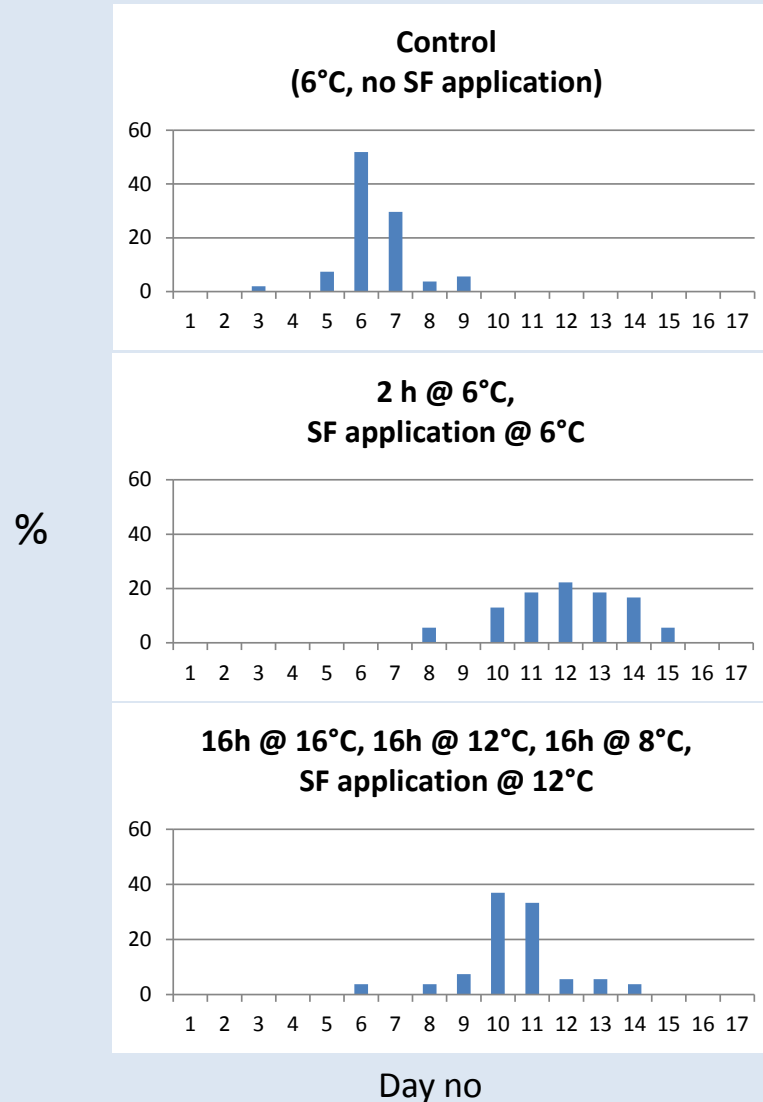 Control
(6°C, no SF application)
60
40
20
0
1 2 3 4 5 6 7 8 9 10 11 12 13 14 15 16 17
2 h @ 6°C,
SF application @ 6°C
60
40
20
0
1 2 3 4 5 6 7 8 9 10 11 12 13 14 15 16 17
%
16h @ 16°C, 16h @ 12°C, 16h @ 8°C,
SF application @ 12°C
60
40
20
0
1 2 3 4 5 6 7 8 9 10 11 12 13 14 15 16 17
Day no